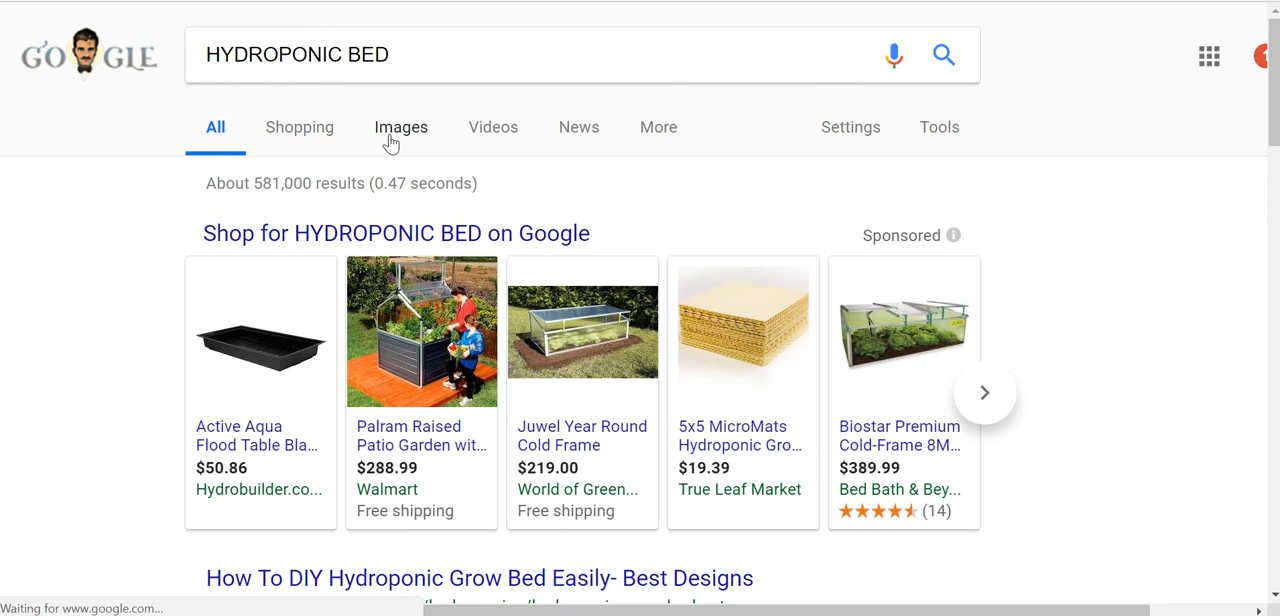 GOOGLE
HYDROPONIC BED
All Shopping Images Videos News More Settings Tools
About 581,000 results (0.47 seconds)
Shop for HYDROPONIC BED on Google
Sponsored
Active Aqua
Flood Table Bla...
$50.86
Hydrobuilder.co...
Palram Raised
Patio Garden wit...
$288.99
Walmart
Free shipping
Juwel Year Round
Cold Frame
$219.00
World of Green...
Free shipping
5x5 MicroMats
Hydroponic Gro...
$19.39
True Leaf Market
Biostar Premium
Cold-Frame 8M...
$389.99
Bed Bath & Bey...
(14)
How To DIY Hydroponic Grow Bed Easily- Best Designs
Waiting for www.google.com...